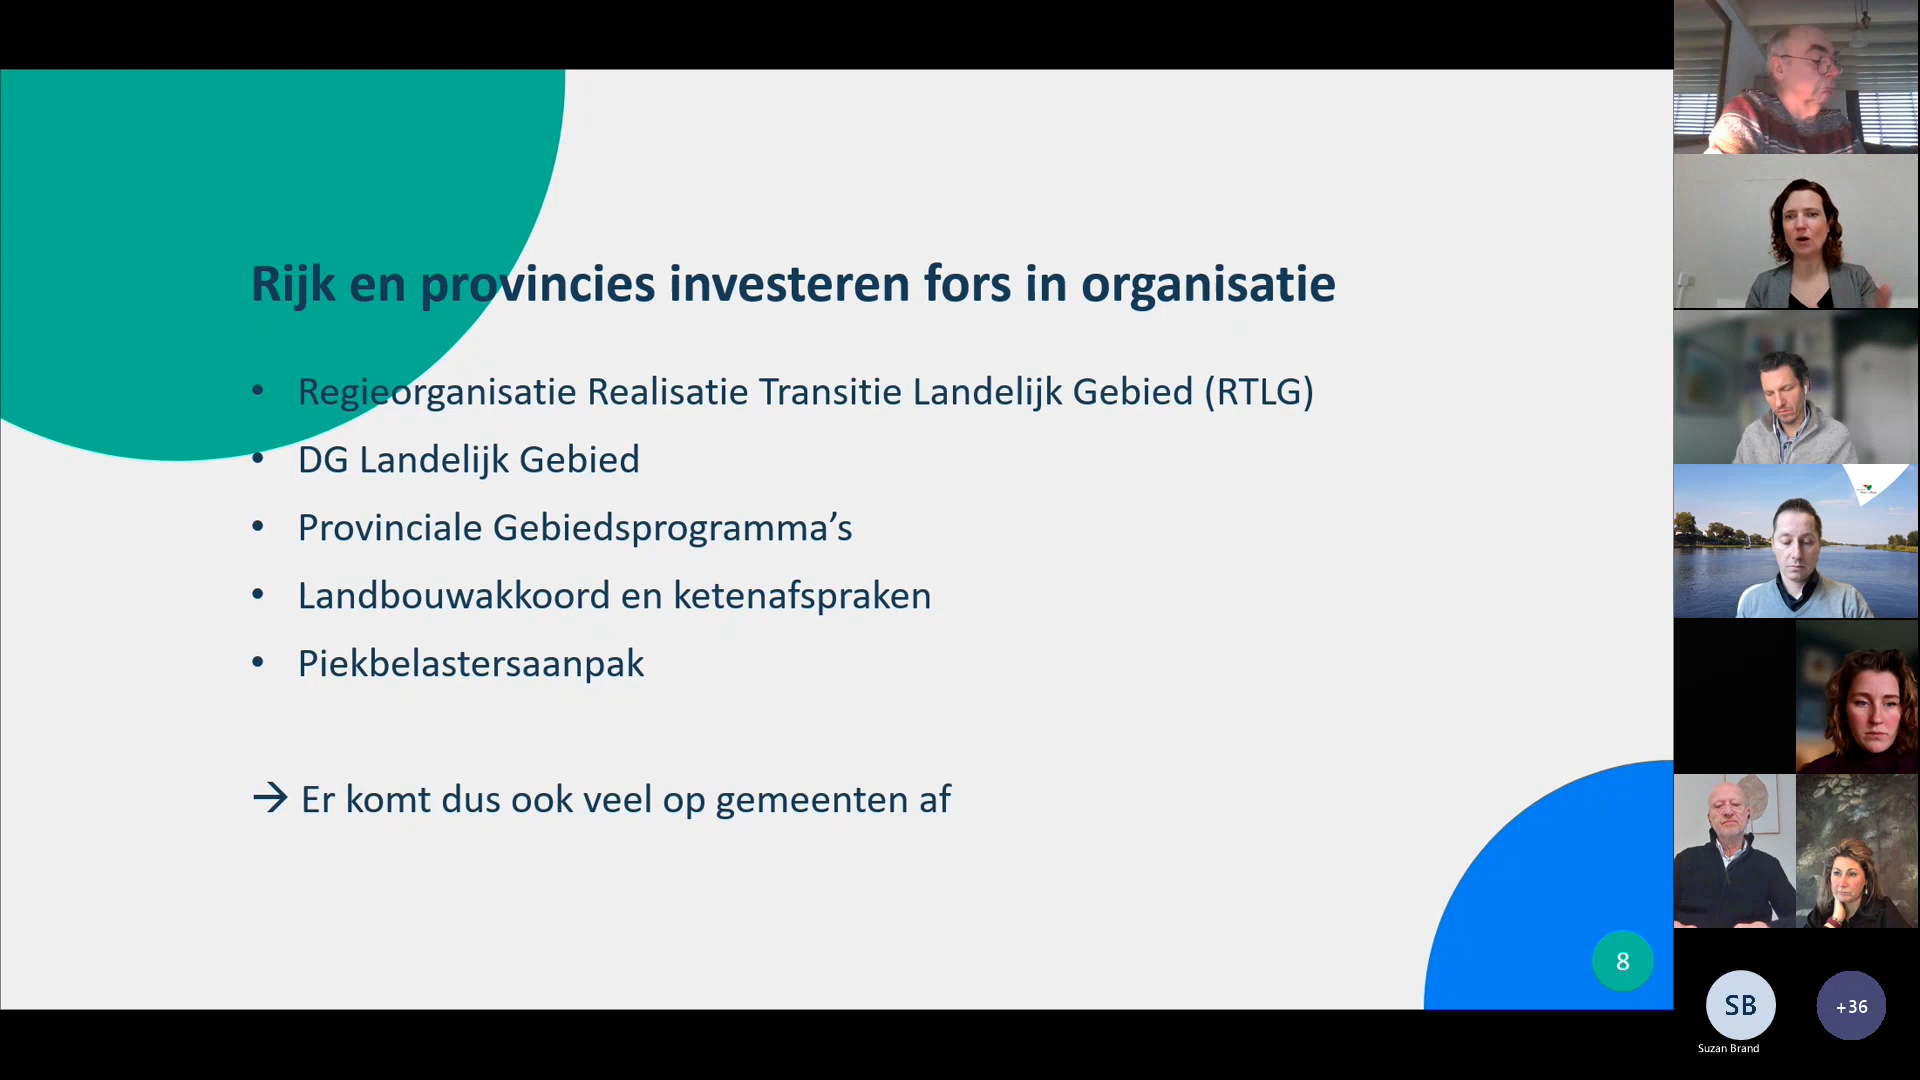 Rijk en provincies investeren fors in organisatie
• Regieorganisatie Realisatie Transitie Landelijk Gebied (RTLG)
• DG Landelijk Gebied
• Provinciale Gebiedsprogramma’s
• Landbouwakkoord en ketenafspraken
• Piekbelastersaanpak
→ Er komt dus ook veel op gemeenten af
8
SB
+36
Suzan Brand